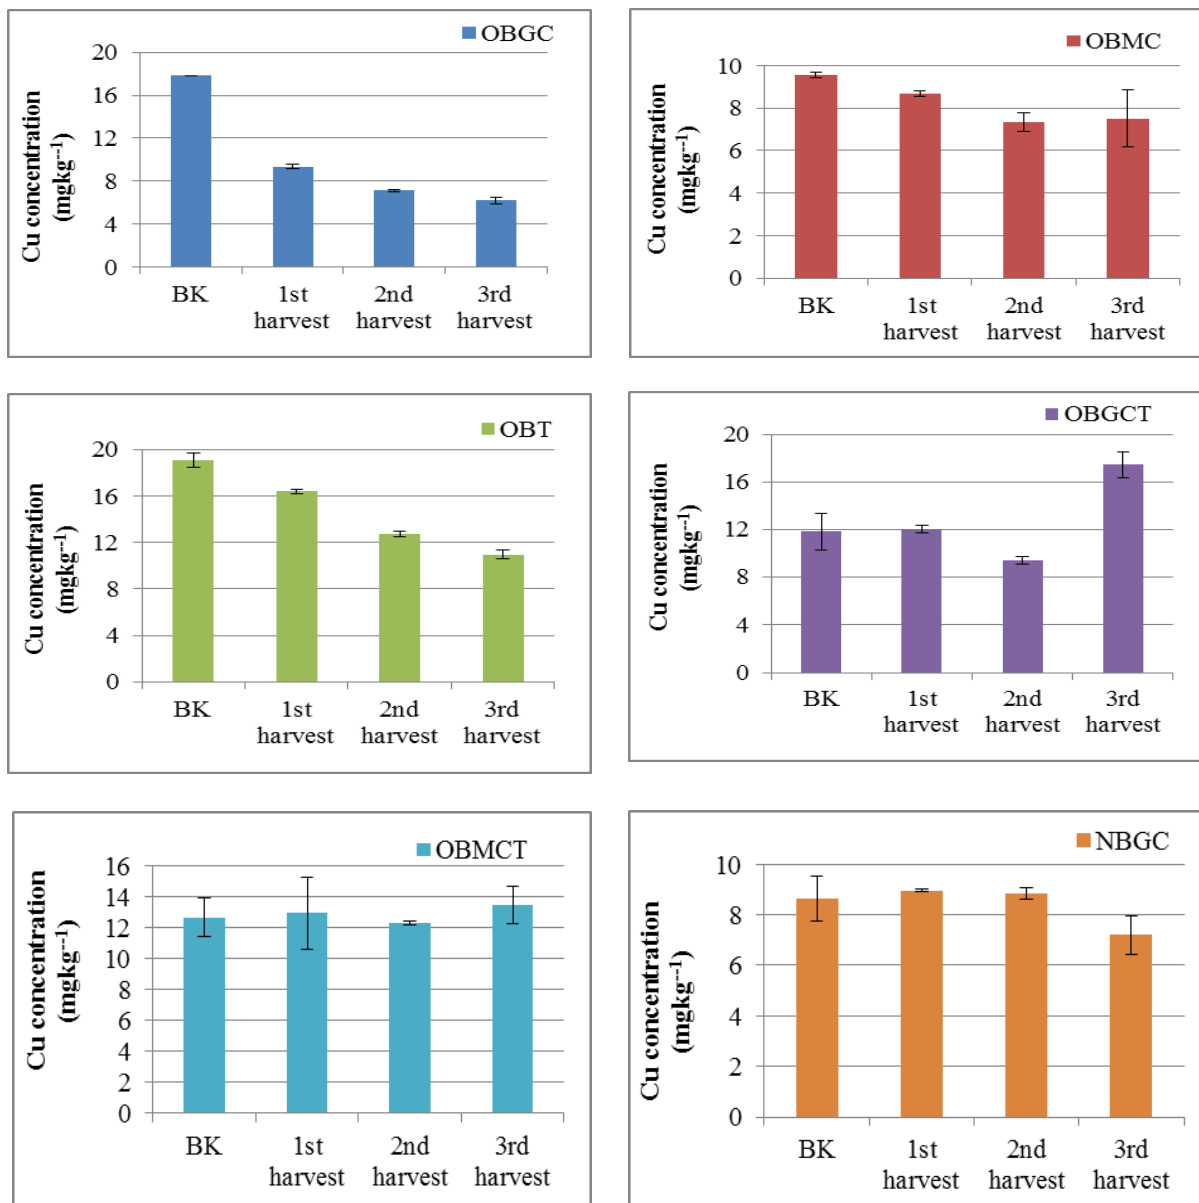 OBGC
Cu concentration
(mgkg--1)
20
16
12
8
4
0
BK
1st
harvest
2nd
harvest
3rd
harvest
OBMC
Cu concentration
(mgkg--1)
10
8
6
4
2
0
BK
1st
harvest
2nd
harvest
3rd
harvest
OBT
Cu concentration
(mgkg--1)
20
16
12
8
4
0
BK
1st
harvest
2nd
harvest
3rd
harvest
OBGCT
Cu concentration
(mgkg--1)
20
16
12
8
4
0
BK
1st
harvest
2nd
harvest
3rd
harvest
OBMCT
Cu concentration
(mgkg--1)
16
14
12
10
8
6
4
2
0
BK
1st
harvest
2nd
harvest
3rd
harvest
NBGC
Cu concentration
(mgkg--1)
10
8
6
4
2
0
BK
1st
harvest
2nd
harvest
3rd
harvest